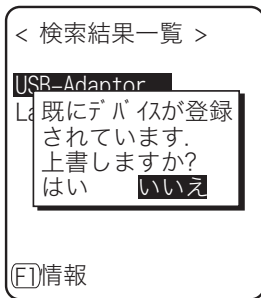 < 検索結果一覧 >
USB-Adaptor
La
既にﾃﾞﾊﾞｲｽが登録
されています.
上書しますか?
はい いいえ
F1情報